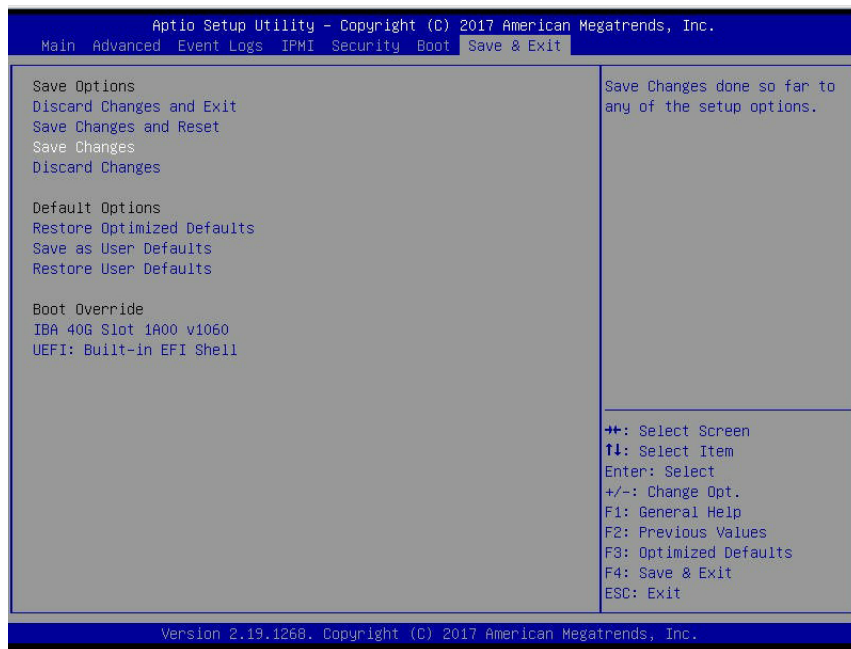 Aptio Setup Utility – Copyright (C) 2017 American Megatrends, Inc.
Main Advanced Event Logs IPMI Security Boot Save & Exit
Save Options
Discard Changes and Exit
Save Changes and Reset
Save Changes
Discard Changes
Default Options
Restore Optimized Defaults
Save as User Defaults
Restore User Defaults
Boot Override
IBA 40G Slot 1A00 v1060
UEFI: Built-in EFI Shell
Save Changes done so far to
any of the setup options.
→←: Select Screen
↑↓: Select Item
Enter: Select
+/-: Change Opt.
F1: General Help
F2: Previous Values
F3: Optimized Defaults
F4: Save & Exit
ESC: Exit
Version 2.19.1268. Copyright (C) 2017 American Megatrends, Inc.